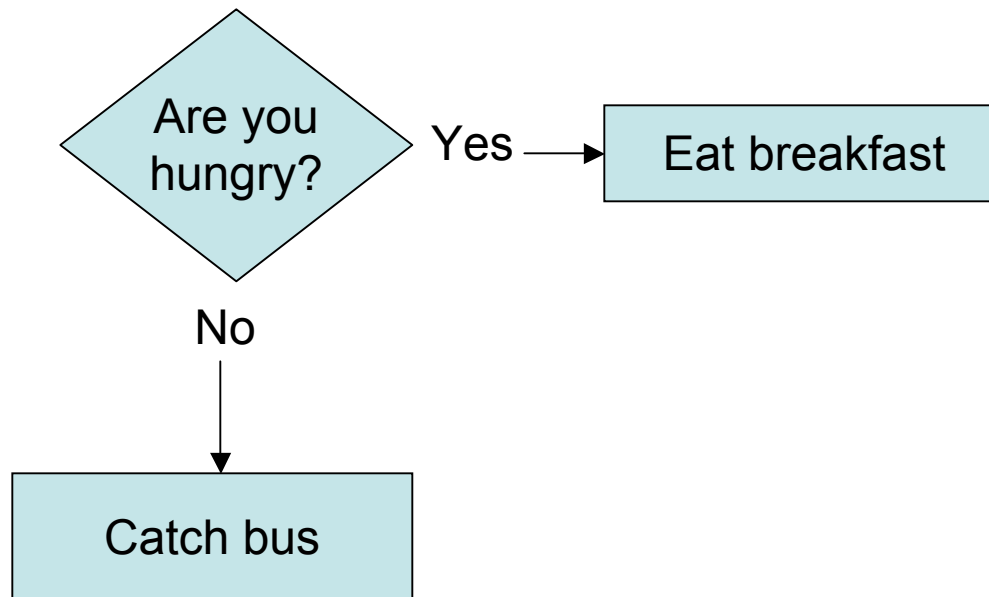 Are you
hungry?
Yes
Eat breakfast
No
Catch bus